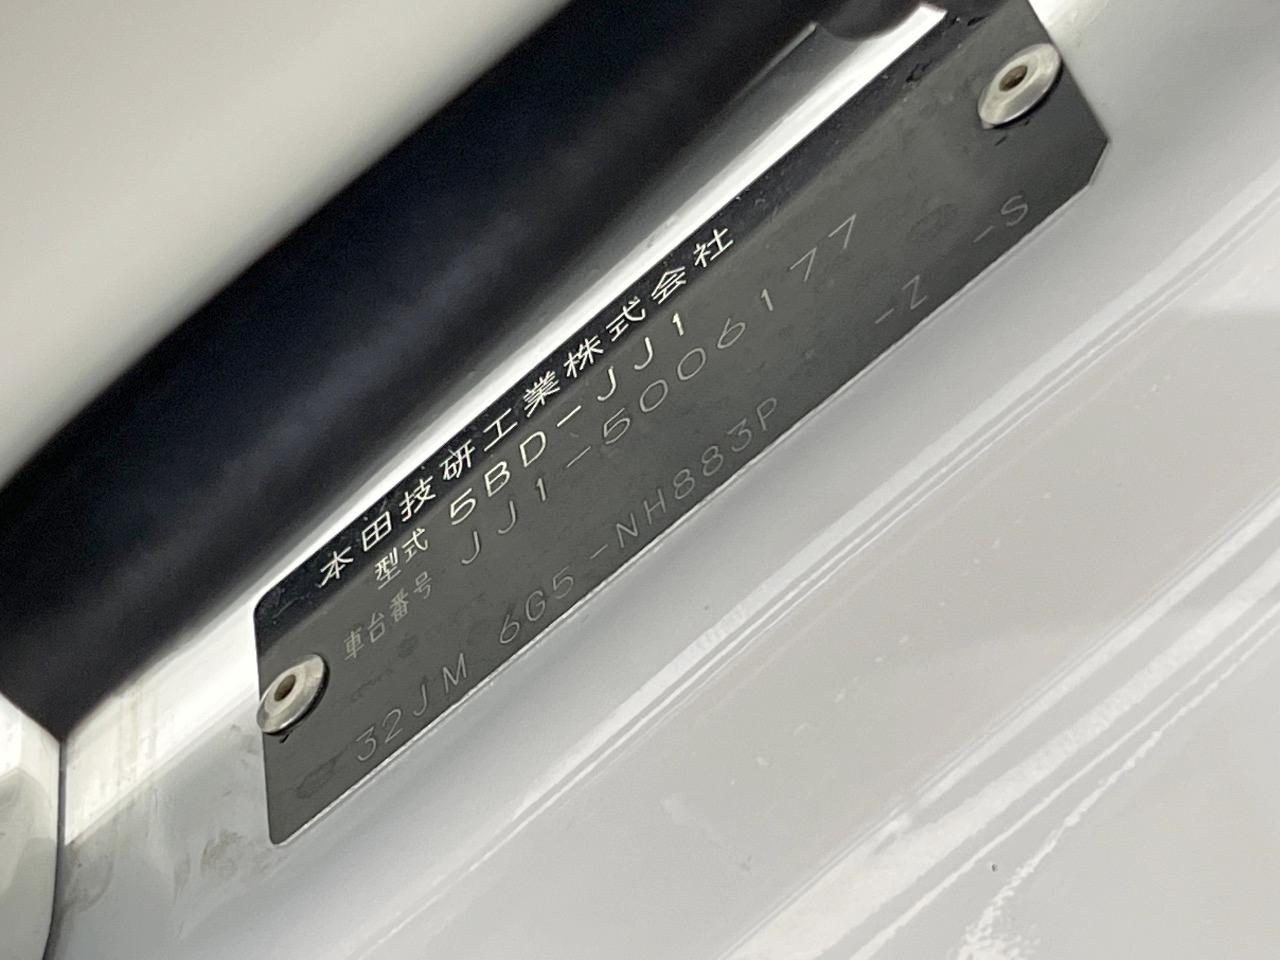 本田技研工業株式会社
型式 5BD-JJ1
車台番号 JJ1-5006177
32JM 6G5-NH883P -Z -S